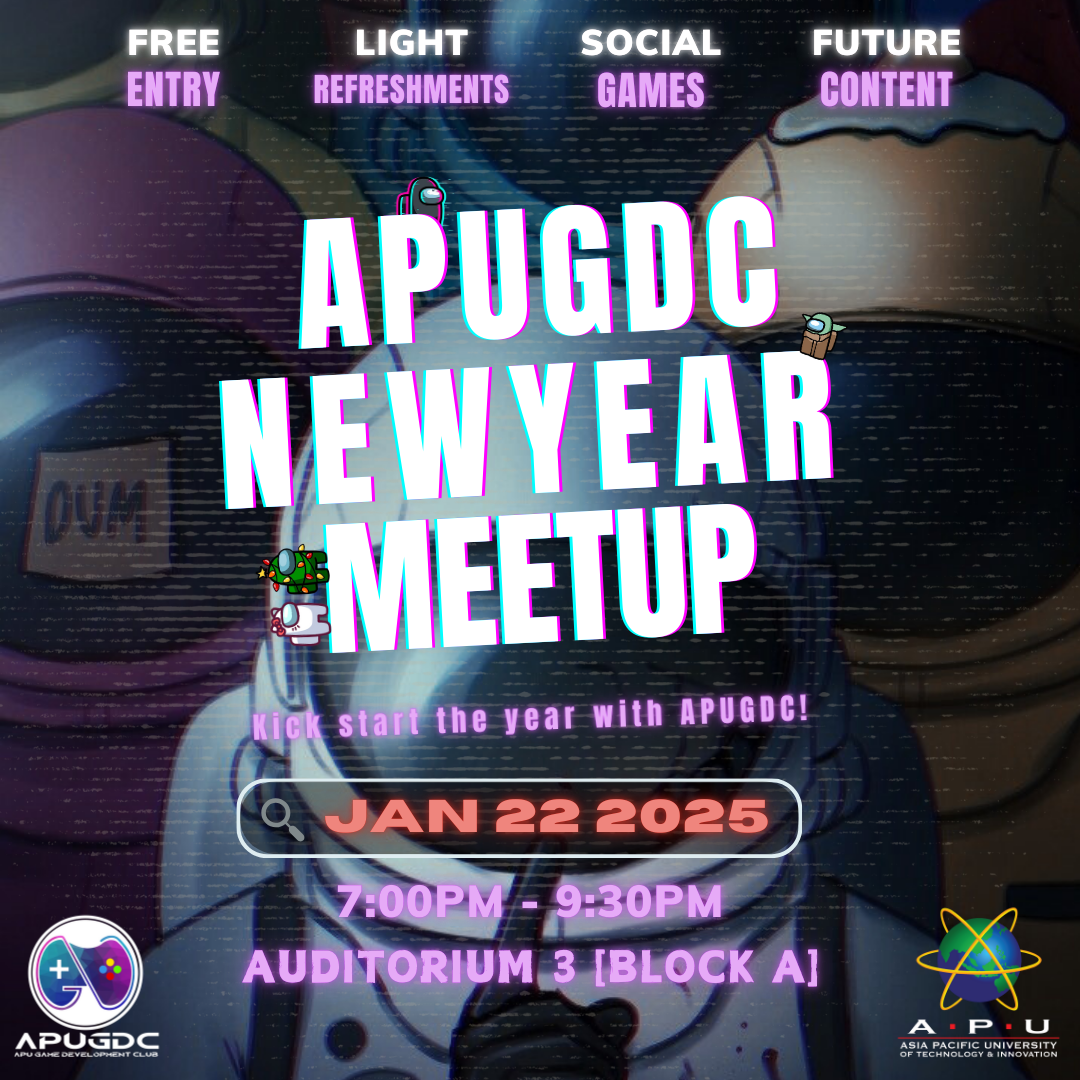 FREE ENTRY
LIGHT REFRESHMENTS
SOCIAL GAMES
FUTURE CONTENT
APUGDC
NEWYEAR
MEETUP
DUM
Kick start the year with APUGDC!
JAN 22 2025
7:00PM - 9:30PM
AUDITORIUM 3 [BLOCK A]
APUGDC
APU GAME DEVELOPMENT CLUB
A·P·U
ASIA PACIFIC UNIVERSITY
OF TECHNOLOGY & INNOVATION